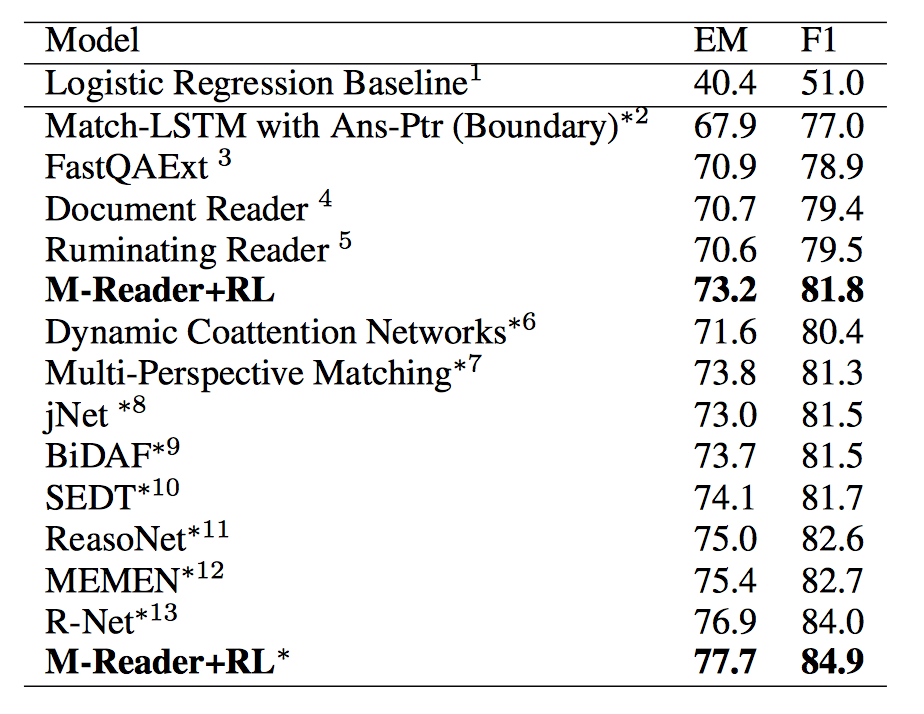 Model EM F1
Logistic Regression Baseline¹ 40.4 51.0
Match-LSTM with Ans-Ptr (Boundary)*² 67.9 77.0
FastQAExt ³ 70.9 78.9
Document Reader ⁴ 70.7 79.4
Ruminating Reader ⁵ 70.6 79.5
M-Reader+RL 73.2 81.8
Dynamic Coattention Networks*⁶ 71.6 80.4
Multi-Perspective Matching*⁷ 73.8 81.3
jNet *⁸ 73.0 81.5
BiDAF*⁹ 73.7 81.5
SEDT*¹⁰ 74.1 81.7
ReasoNet*¹¹ 75.0 82.6
MEMEN*¹² 75.4 82.7
R-Net*¹³ 76.9 84.0
M-Reader+RL* 77.7 84.9